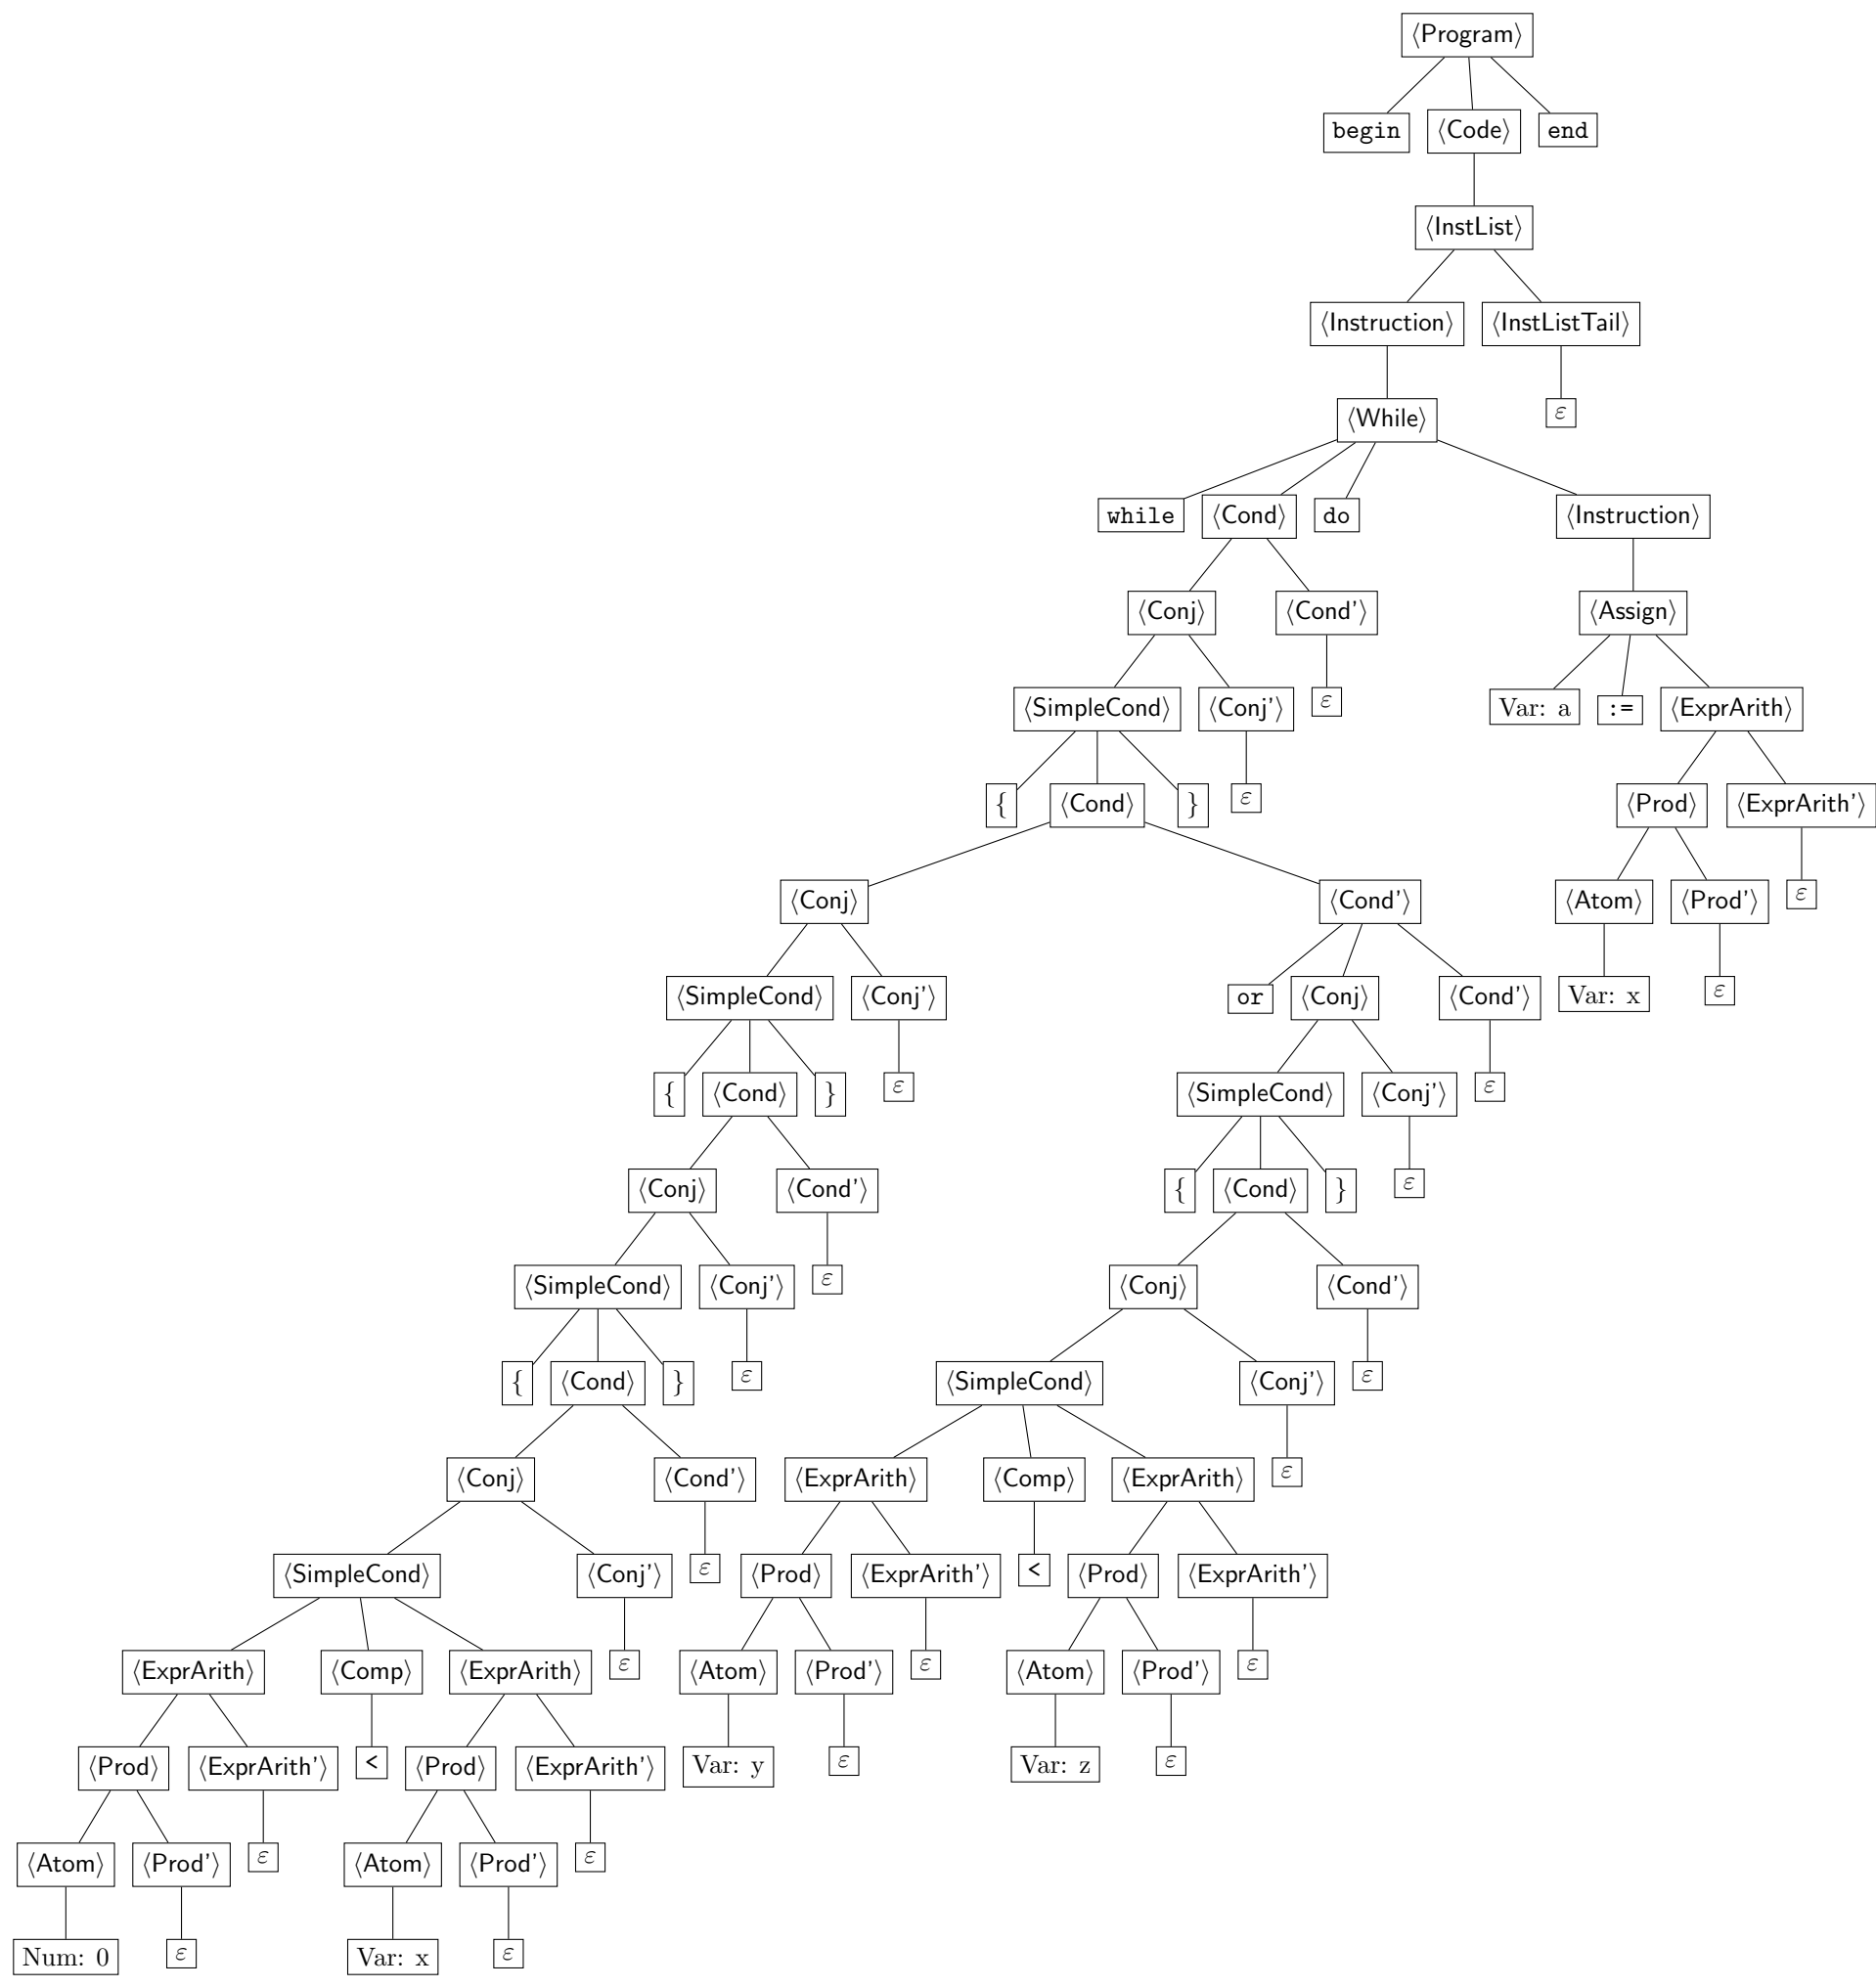 ⟨Program⟩
begin ⟨Code⟩ end
⟨InstList⟩
⟨Instruction⟩ ⟨InstListTail⟩
⟨While⟩ ε
while ⟨Cond⟩ do ⟨Instruction⟩
⟨Conj⟩ ⟨Cond'⟩ ⟨Assign⟩
⟨SimpleCond⟩ ⟨Conj'⟩ ε Var: a := ⟨ExprArith⟩
{ ⟨Cond⟩ } ε ⟨Prod⟩ ⟨ExprArith'⟩
⟨Conj⟩ ⟨Cond'⟩ ⟨Atom⟩ ⟨Prod'⟩ ε
⟨SimpleCond⟩ ⟨Conj'⟩ or ⟨Conj⟩ ⟨Cond'⟩ Var: x ε
{ ⟨Cond⟩ } ε ⟨SimpleCond⟩ ⟨Conj'⟩ ε
⟨Conj⟩ ⟨Cond'⟩ { ⟨Cond⟩ } ε
⟨SimpleCond⟩ ⟨Conj'⟩ ε ⟨Conj⟩ ⟨Cond'⟩
{ ⟨Cond⟩ } ε ⟨SimpleCond⟩ ⟨Conj'⟩ ε
⟨Conj⟩ ⟨Cond'⟩ ⟨ExprArith⟩ ⟨Comp⟩ ⟨ExprArith⟩ ε
⟨SimpleCond⟩ ⟨Conj'⟩ ε ⟨Prod⟩ ⟨ExprArith'⟩ < ⟨Prod⟩ ⟨ExprArith'⟩
⟨ExprArith⟩ ⟨Comp⟩ ⟨ExprArith⟩ ε ⟨Atom⟩ ⟨Prod'⟩ ε ⟨Atom⟩ ⟨Prod'⟩ ε
⟨Prod⟩ ⟨ExprArith'⟩ < ⟨Prod⟩ ⟨ExprArith'⟩ Var: y ε Var: z ε
⟨Atom⟩ ⟨Prod'⟩ ε ⟨Atom⟩ ⟨Prod'⟩ ε
Num: 0 ε Var: x ε